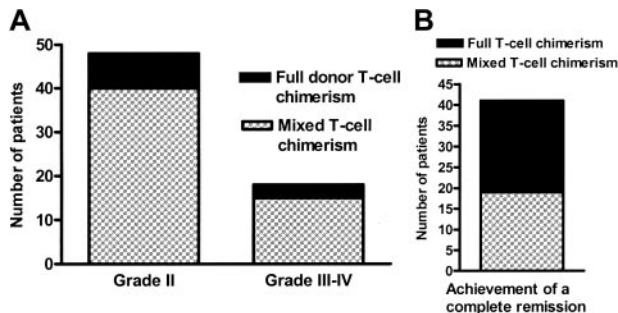 A
Number of patients
50
40
30
20
10
0
Grade II
Grade III-IV
Full donor T-cell
chimerism
Mixed T-cell
chimerism
B
Full T-cell chimerism
Mixed T-cell chimerism
Number of patients
45
40
35
30
25
20
15
10
5
0
Achievement of a
complete remission